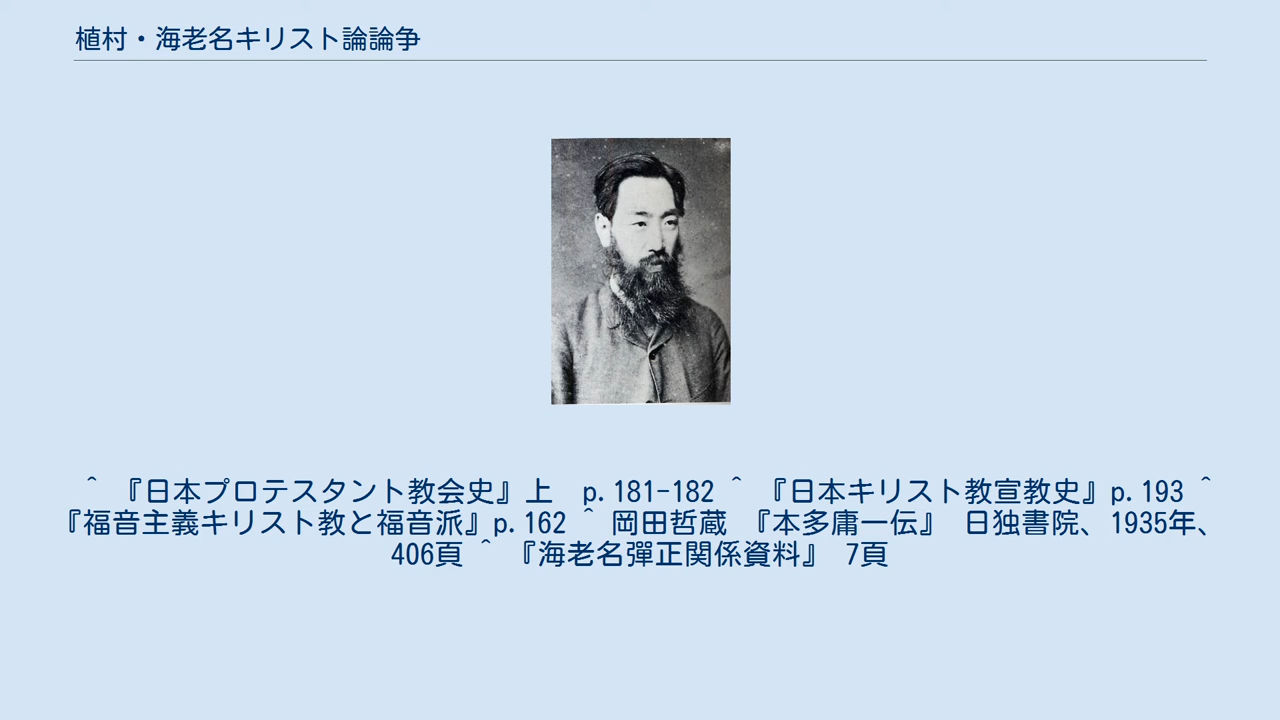 植村・海老名キリスト論論争
^ 『日本プロテスタント教会史』上　p.181-182 ^ 『日本キリスト教宣教史』p.193 ^
『福音主義キリスト教と福音派』p.162 ^ 岡田哲蔵 『本多庸一伝』 日独書院、1935年、
406頁 ^ 『海老名彈正関係資料』 7頁